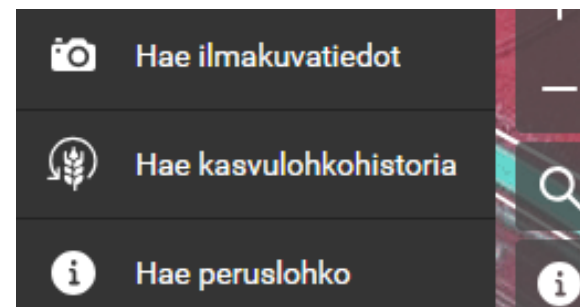 Hae ilmakuvatiedot
Hae kasvulohkohistoria
Hae peruslohko